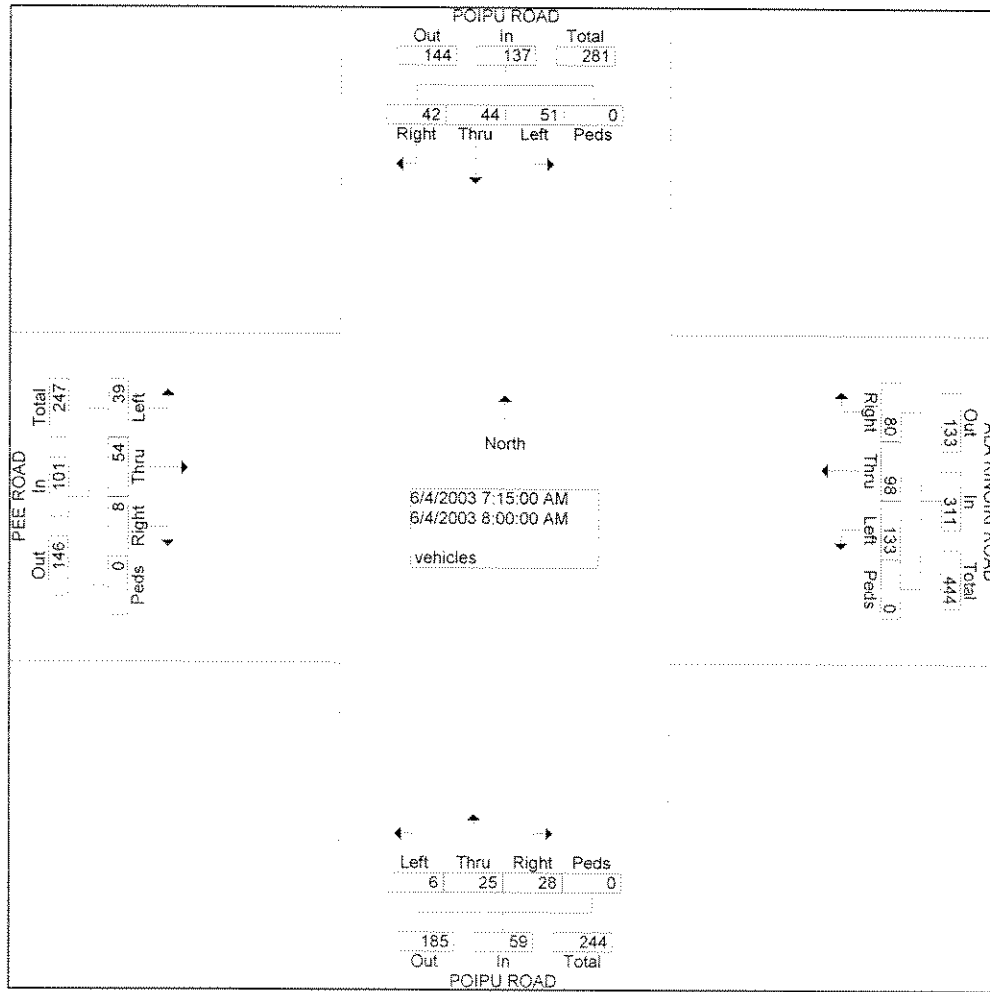 POIPU ROAD
Out In Total
144 137 281
42 44 51 0
Right Thru Left Peds
PEE ROAD
Out In Total
146 101 247
0 8 54 39
Peds Right Thru Left
North
6/4/2003 7:15:00 AM
6/4/2003 8:00:00 AM
vehicles
ROAD
Out In Total
133 311 444
80 98 133 0
Right Thru Left Peds
Left Thru Right Peds
6 25 28 0
185 59 244
Out In Total
POIPU ROAD